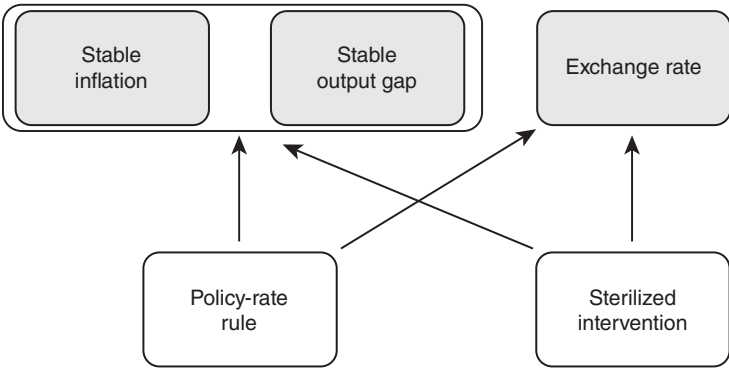 Stable
inflation
Stable
output gap
Exchange rate
Policy-rate
rule
Sterilized
intervention